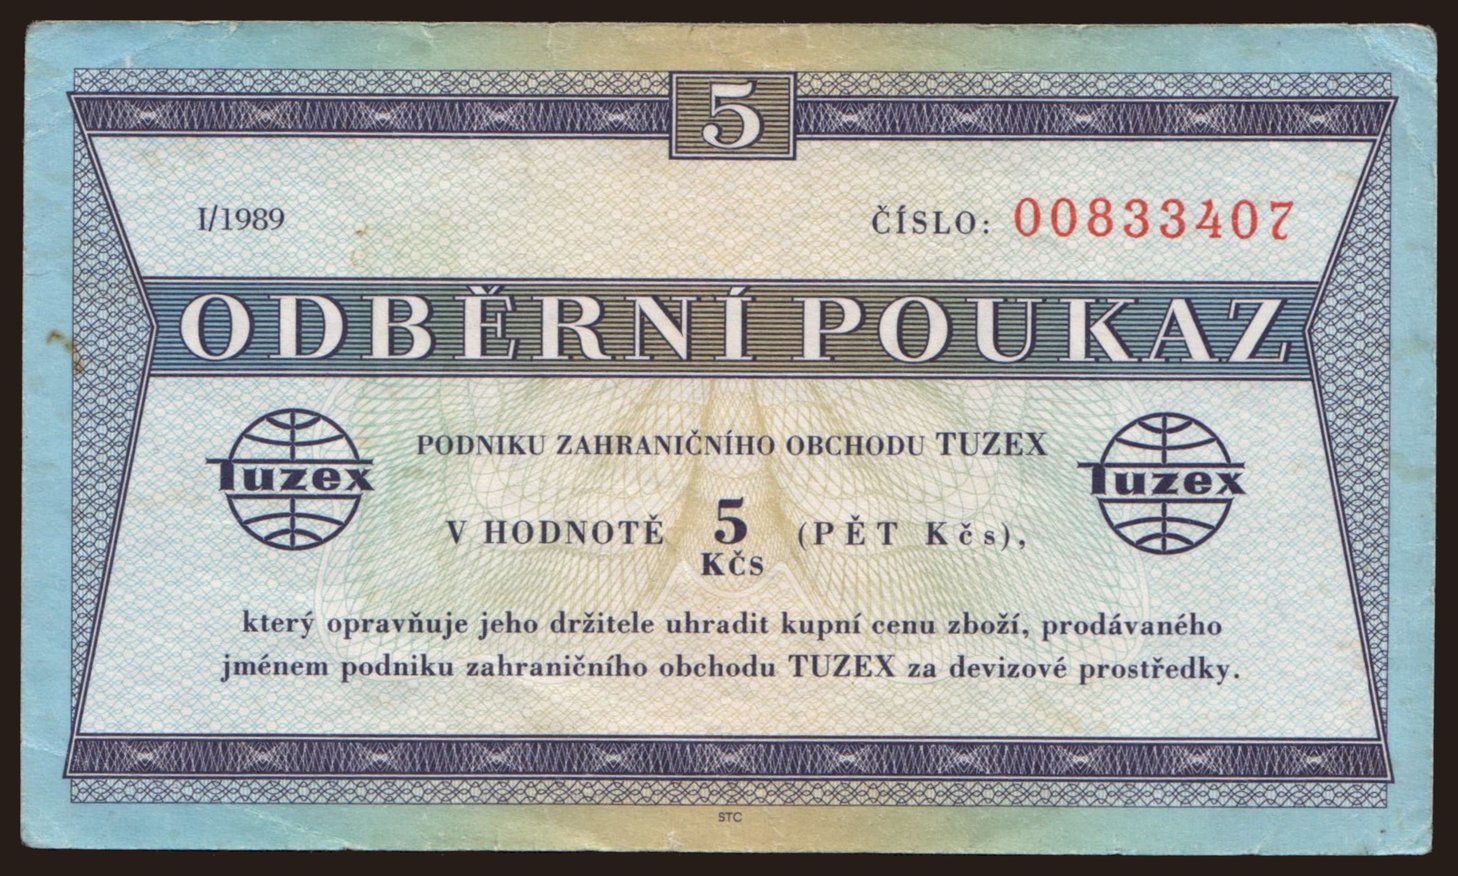 5
I/1989
ČÍSLO: 00833407
ODBĚRNÍ POUKAZ
PODNIKU ZAHRANIČNÍHO OBCHODU TUZEX
Tuzex
Tuzex
V HODNOTĚ 5 Kčs (PĚT Kčs),
který opravňuje jeho držitele uhradit kupní cenu zboží, prodávaného
jménem podniku zahraničního obchodu TUZEX za devizové prostředky.
STC